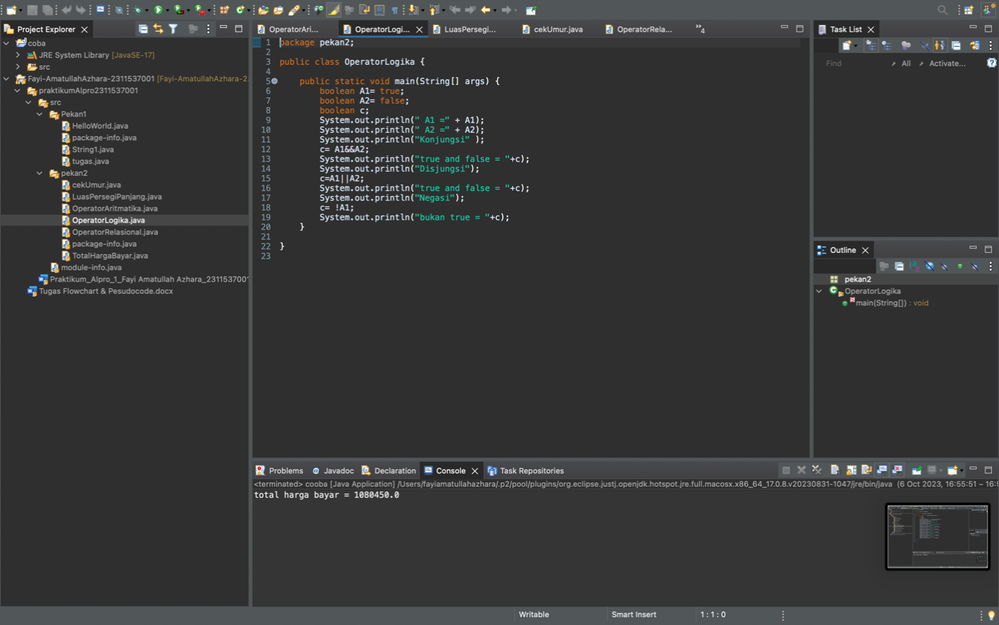 Project Explorer
coba
JRE System Library [JavaSE-17]
src
Fayi-AmatullahAzhara-2311537001 [Fayi-AmatullahAzhara-2
praktikumAlpro2311537001
src
Pekan1
HelloWorld.java
package-info.java
String1.java
tugas.java
pekan2
cekUmur.java
LuasPersegiPanjang.java
OperatorAritmatika.java
OperatorLogika.java
OperatorRelasional.java
package-info.java
TotalHargaBayar.java
module-info.java
Praktikum_Alpro_1_Fayi Amatullah Azhara_2311537001
Tugas Flowchart & Pesudocode.docx
OperatorAri... OperatorLogi... LuasPersegi... cekUmur.java OperatorRela... »4
1 package pekan2;
2
3 public class OperatorLogika {
4
5 public static void main(String[] args) {
6 boolean A1= true;
7 boolean A2= false;
8 boolean c;
9 System.out.println(" A1 =" + A1);
10 System.out.println(" A2 =" + A2);
11 System.out.println("Konjungsi" );
12 c= A1&&A2;
13 System.out.println("true and false = "+c);
14 System.out.println("Disjungsi");
15 c=A1||A2;
16 System.out.println("true and false = "+c);
17 System.out.println("Negasi");
18 c= !A1;
19 System.out.println("bukan true = "+c);
20 }
21
22 }
23
Task List
Find All Activate...
Outline
pekan2
OperatorLogika
main(String[]) : void
Problems Javadoc Declaration Console Task Repositories
<terminated> cooba [Java Application] /Users/fayiamatullahazhara/.p2/pool/plugins/org.eclipse.justj.openjdk.hotspot.jre.full.macosx.x86_64_17.0.8.v20230831-1047/jre/bin/java (6 Oct 2023, 16:55:51 – 16:5
total harga bayar = 1080450.0
Writable Smart Insert 1 : 1 : 0